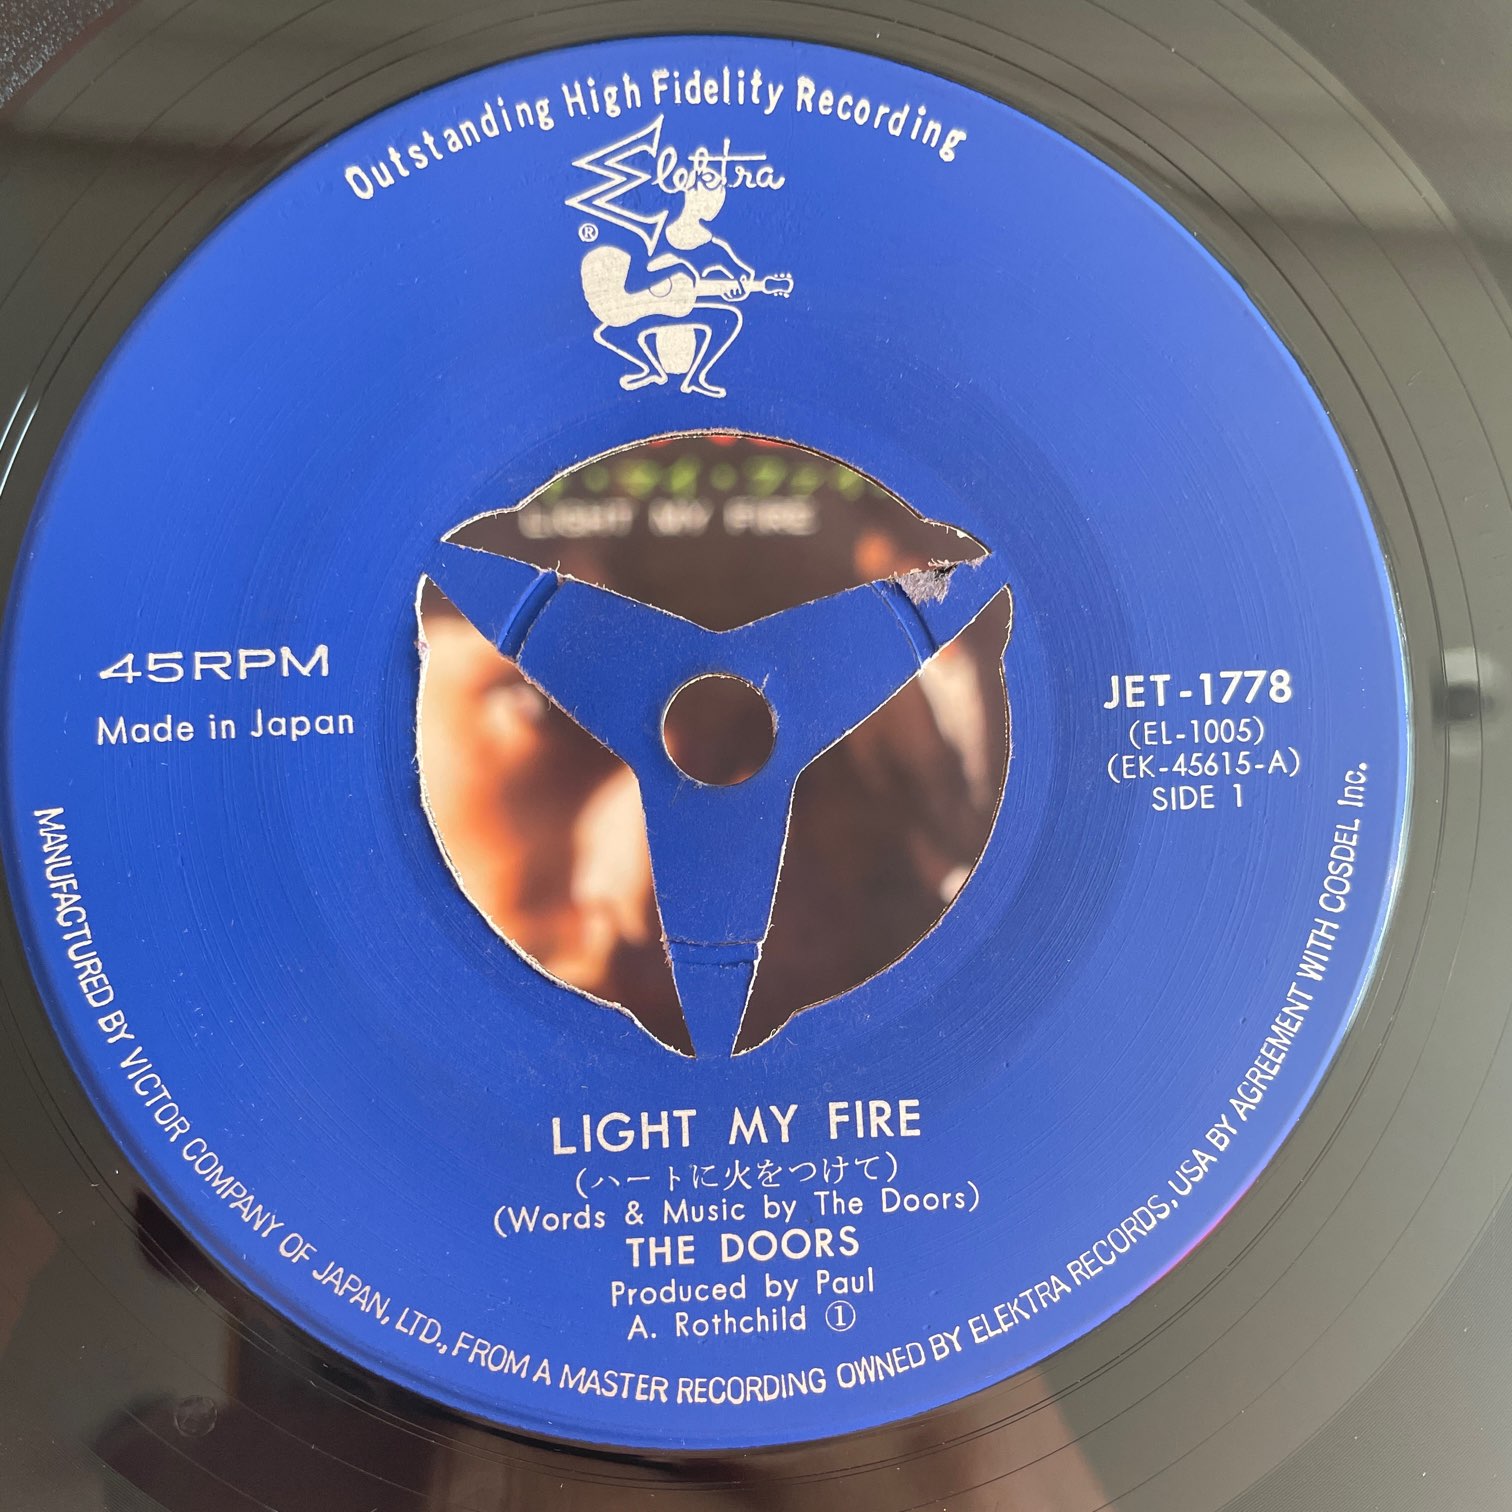 Outstanding High Fidelity Recording
Elektra
®
LIGHT MY FIRE
45RPM
Made in Japan
JET-1778
(EL-1005)
(EK-45615-A)
SIDE 1
LIGHT MY FIRE
(ハートに火をつけて)
(Words & Music by The Doors)
THE DOORS
Produced by Paul
A. Rothchild ①
MANUFACTURED BY VICTOR COMPANY OF JAPAN, LTD., FROM A MASTER RECORDING OWNED BY ELEKTRA RECORDS, USA BY AGREEMENT WITH COSDEL Inc.